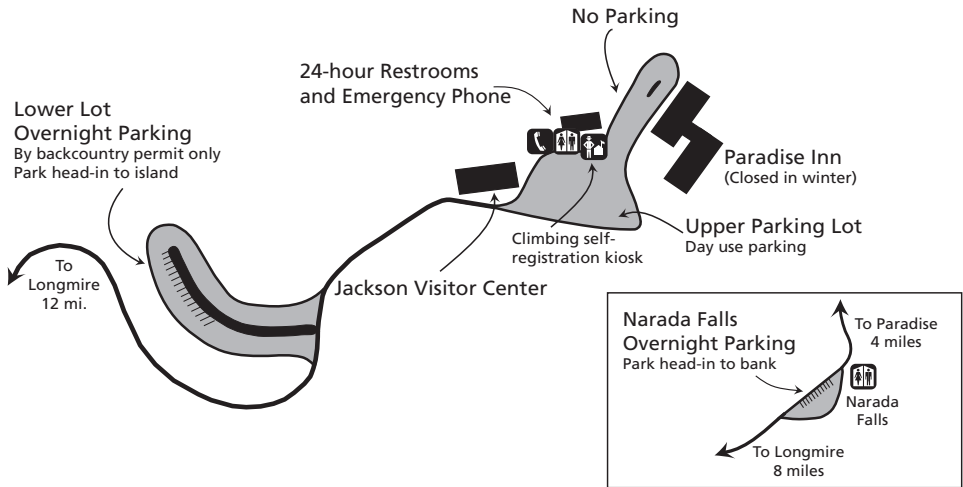 No Parking
24-hour Restrooms
and Emergency Phone
Lower Lot
Overnight Parking
By backcountry permit only
Park head-in to island
Paradise Inn
(Closed in winter)
Upper Parking Lot
Day use parking
Climbing self-
registration kiosk
To
Longmire
12 mi.
Jackson Visitor Center
Narada Falls
Overnight Parking
Park head-in to bank
To Paradise
4 miles
Narada
Falls
To Longmire
8 miles